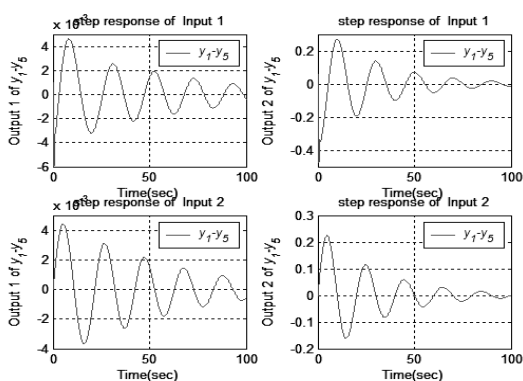 step response of Input 1
x 10^-3
4
2
0
-2
-4
-6
0
50
100
Output 1 of y1-y5
Time(sec)
y1-y5
step response of Input 1
0.2
0
-0.2
-0.4
0
50
100
Output 2 of y1-y5
Time(sec)
y1-y5
step response of Input 2
x 10^-3
4
2
0
-2
-4
0
50
100
Output 1 of y1-y5
Time(sec)
y1-y5
step response of Input 2
0.3
0.2
0.1
0
-0.1
-0.2
0
50
100
Output 2 of y1-y5
Time(sec)
y1-y5